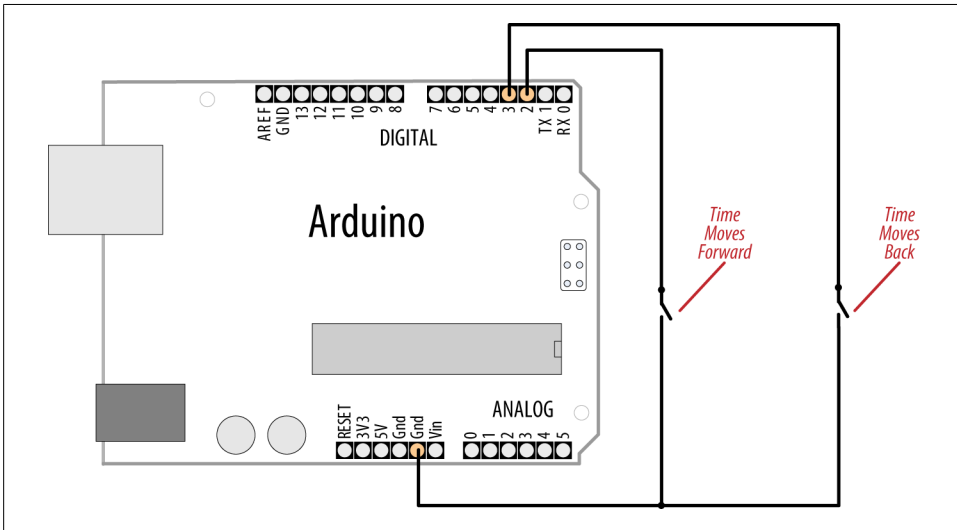 AREF
GND
13
12
11
10
9
8
7
6
5
4
3
2
TX 1
RX 0
DIGITAL
Arduino
Time
Moves
Forward
Time
Moves
Back
ANALOG
RESET
3V3
5V
Gnd
Gnd
Vin
0
1
2
3
4
5